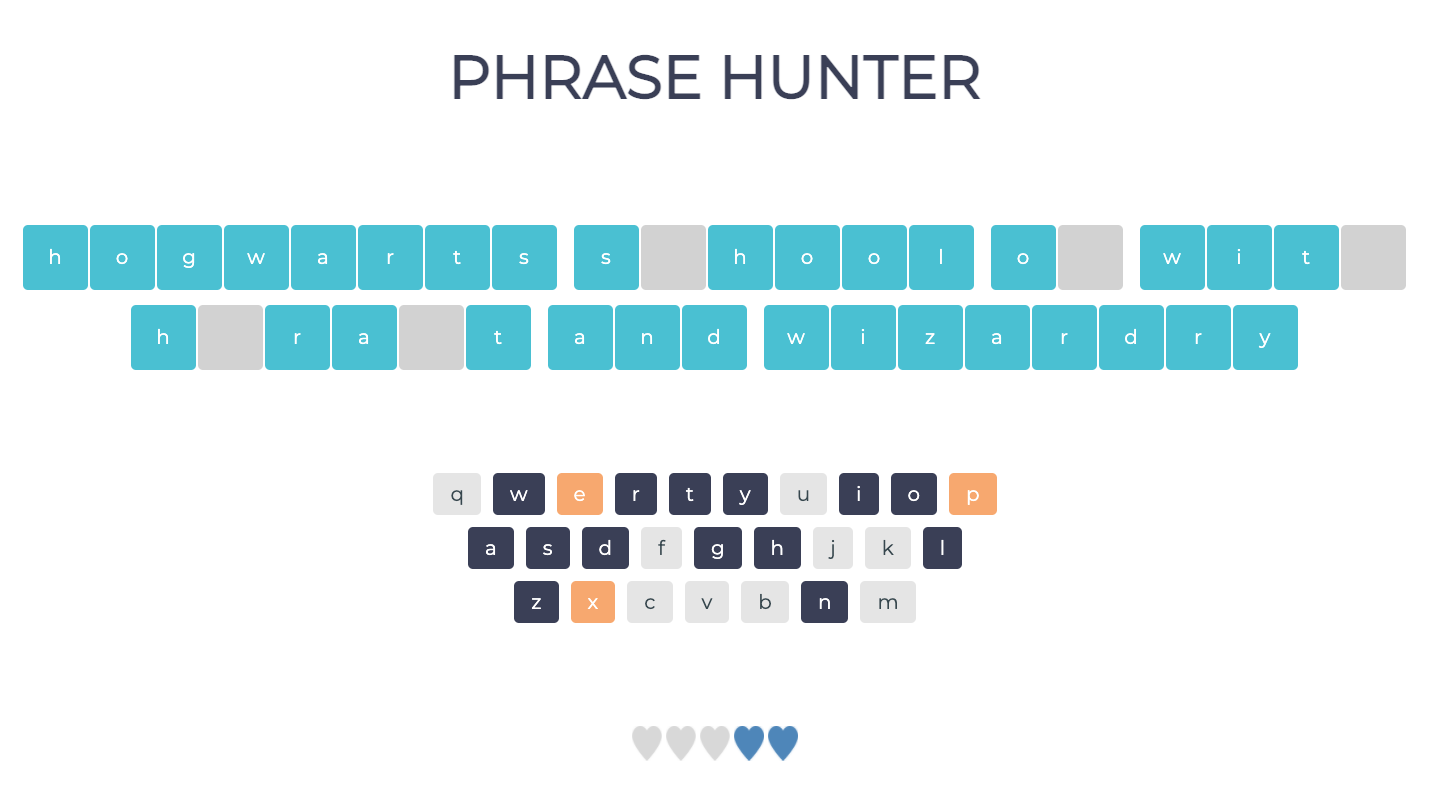 PHRASE HUNTER
h o g w a r t s s h o o l o w i t
h r a t a n d w i z a r d r y
q w e r t y u i o p
a s d f g h j k l
z x c v b n m